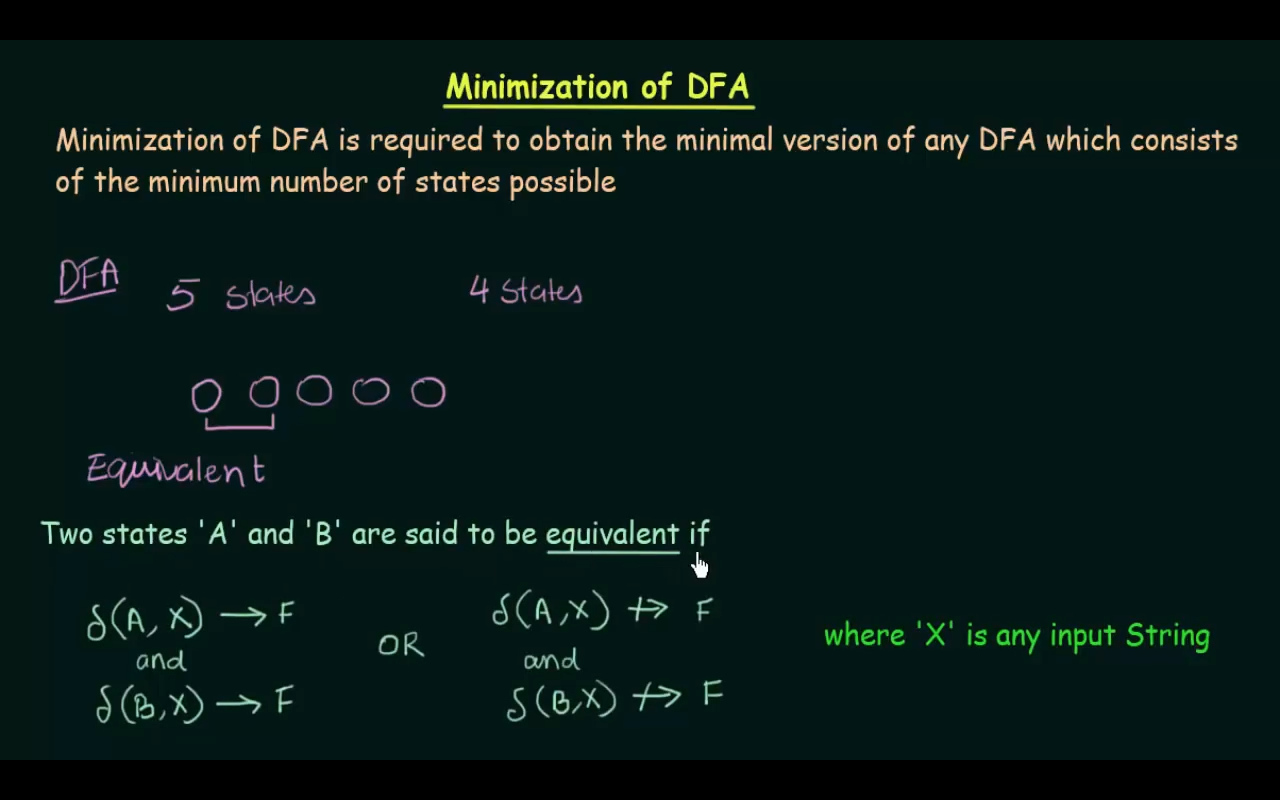 Minimization of DFA
Minimization of DFA is required to obtain the minimal version of any DFA which consists
of the minimum number of states possible
DFA 5 States 4 States
Equivalent
Two states 'A' and 'B' are said to be equivalent if
δ(A, X) → F
and
δ(B, X) → F
OR
δ(A, X) ↛ F
and
δ(B, X) ↛ F
where 'X' is any input String